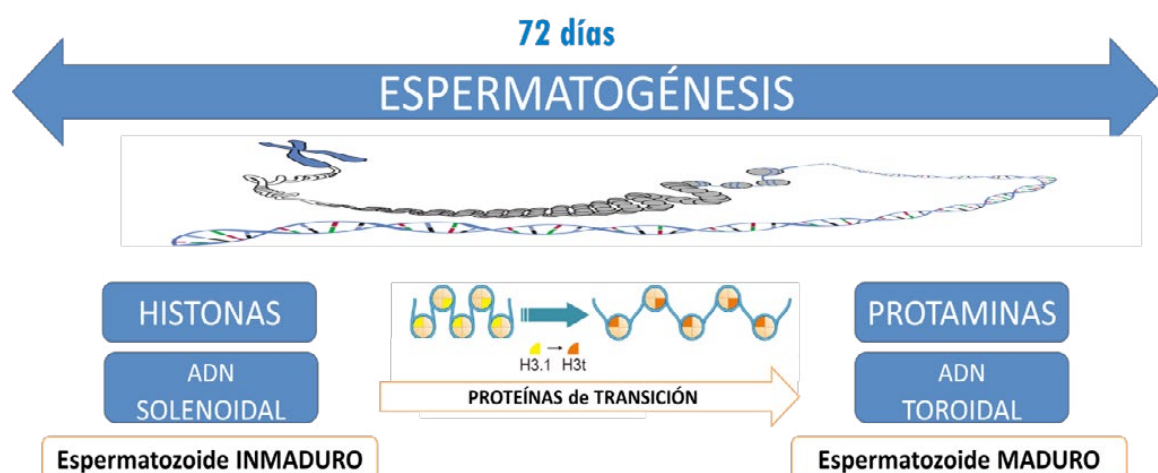 72 días
ESPERMATOGÉNESIS
HISTONAS
ADN
SOLENOIDAL
Espermatozoide INMADURO
H3.1 → H3t
PROTEÍNAS de TRANSICIÓN
PROTAMINAS
ADN
TOROIDAL
Espermatozoide MADURO